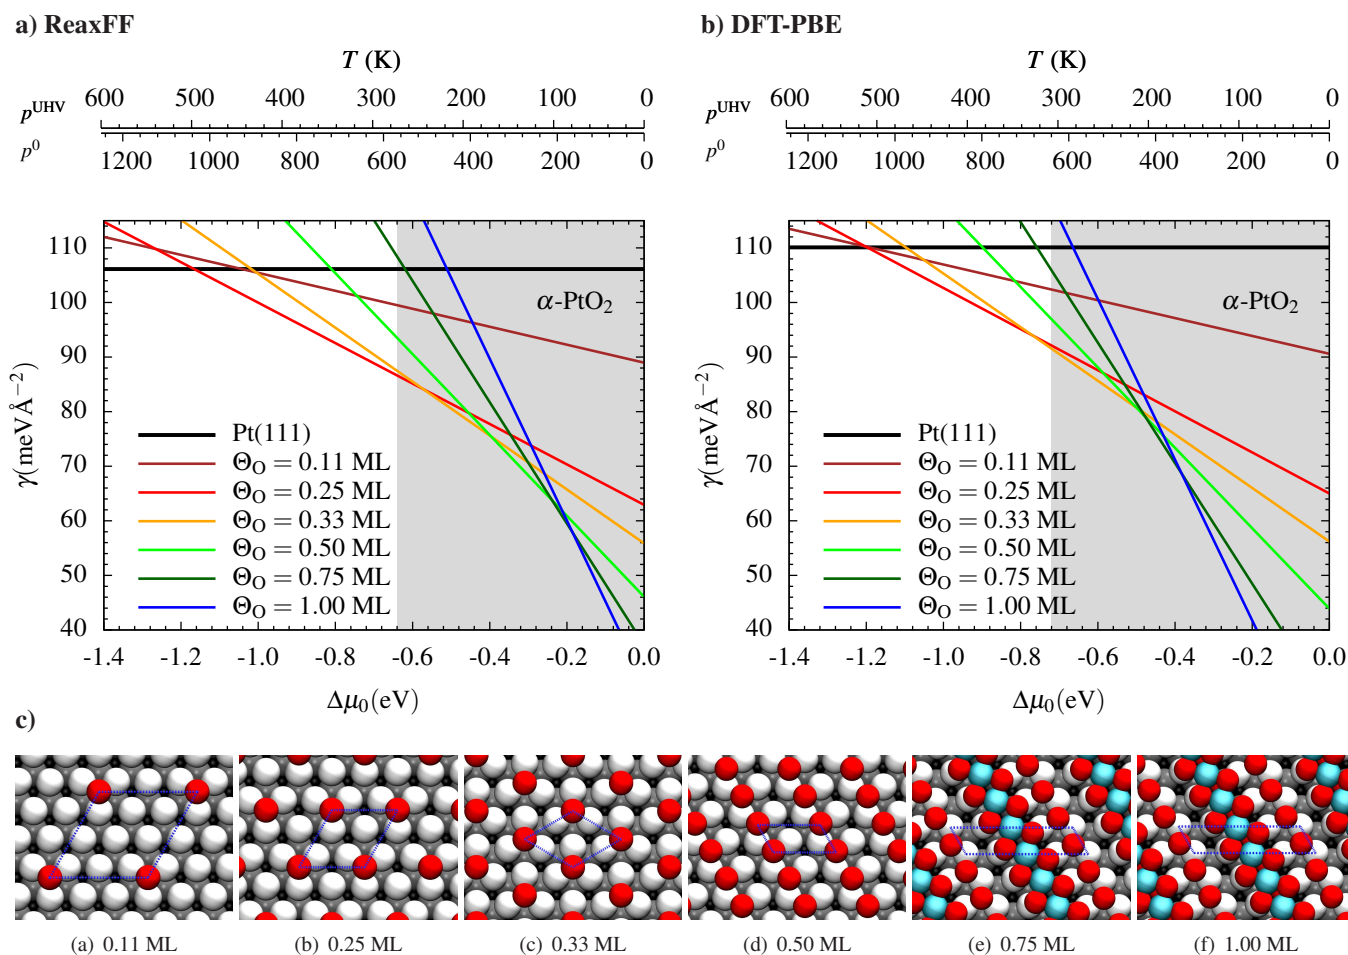 a) ReaxFF
T (K)
p^UHV 600 500 400 300 200 100 0
p^0 1200 1000 800 600 400 200 0
110
100
90
80
70
60
50
40
γ(meVÅ⁻²)
α-PtO₂
Pt(111)
Θ_O = 0.11 ML
Θ_O = 0.25 ML
Θ_O = 0.33 ML
Θ_O = 0.50 ML
Θ_O = 0.75 ML
Θ_O = 1.00 ML
-1.4 -1.2 -1.0 -0.8 -0.6 -0.4 -0.2 0.0
Δμ₀(eV)
b) DFT-PBE
T (K)
p^UHV 600 500 400 300 200 100 0
p^0 1200 1000 800 600 400 200 0
110
100
90
80
70
60
50
40
γ(meVÅ⁻²)
α-PtO₂
Pt(111)
Θ_O = 0.11 ML
Θ_O = 0.25 ML
Θ_O = 0.33 ML
Θ_O = 0.50 ML
Θ_O = 0.75 ML
Θ_O = 1.00 ML
-1.4 -1.2 -1.0 -0.8 -0.6 -0.4 -0.2 0.0
Δμ₀(eV)
c)
(a) 0.11 ML
(b) 0.25 ML
(c) 0.33 ML
(d) 0.50 ML
(e) 0.75 ML
(f) 1.00 ML